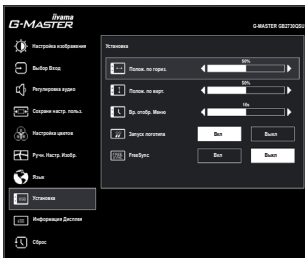 iiyama
G-MASTER
G-MASTER GB2730QSU
Настройка изображения
Выбор Вход
Регулировка аудио
Сохране настр. польз.
Настройка цветов
Ручн. Настр. Изобр.
Язык
Установка
Информация Дисплея
Сброс
Установка
Полож. по гориз.
50%
Полож. по верт.
50%
Вр. отобр. Меню
10s
Запуск логотипа
Вкл
Выкл
FreeSync
Вкл
Выкл